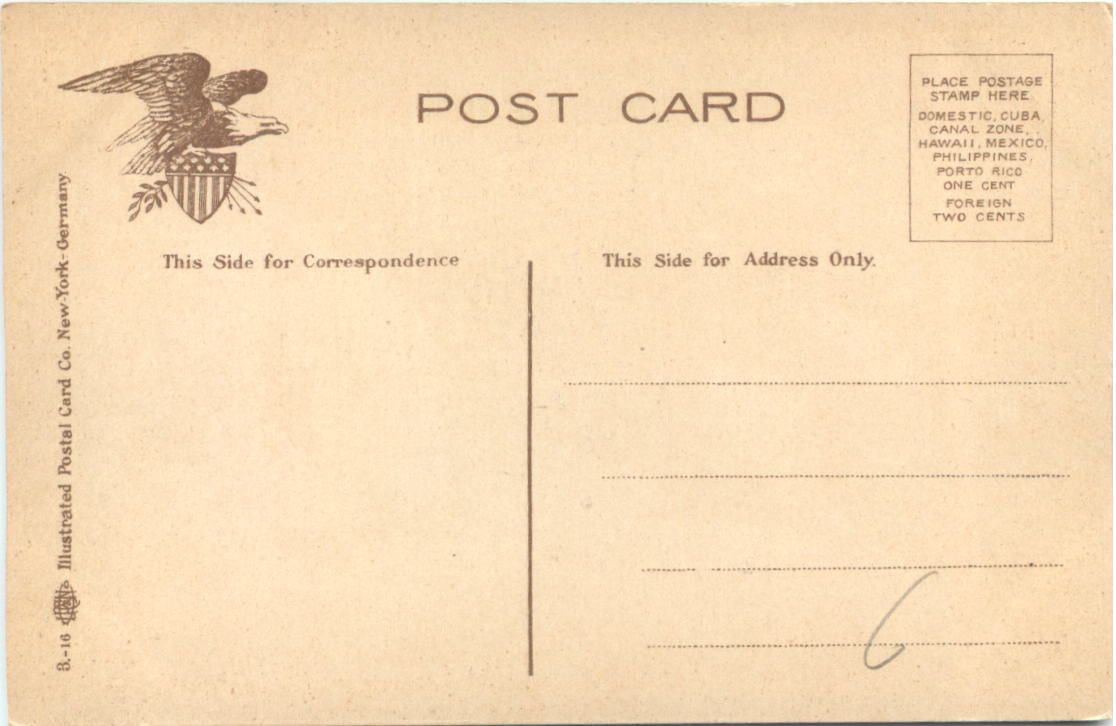 POST CARD
PLACE POSTAGE
STAMP HERE.
DOMESTIC, CUBA,
CANAL ZONE,
HAWAII, MEXICO,
PHILIPPINES,
PORTO RICO
ONE CENT
FOREIGN
TWO CENTS
This Side for Correspondence
This Side for Address Only.
3.-16 Illustrated Postal Card Co. New-York-Germany